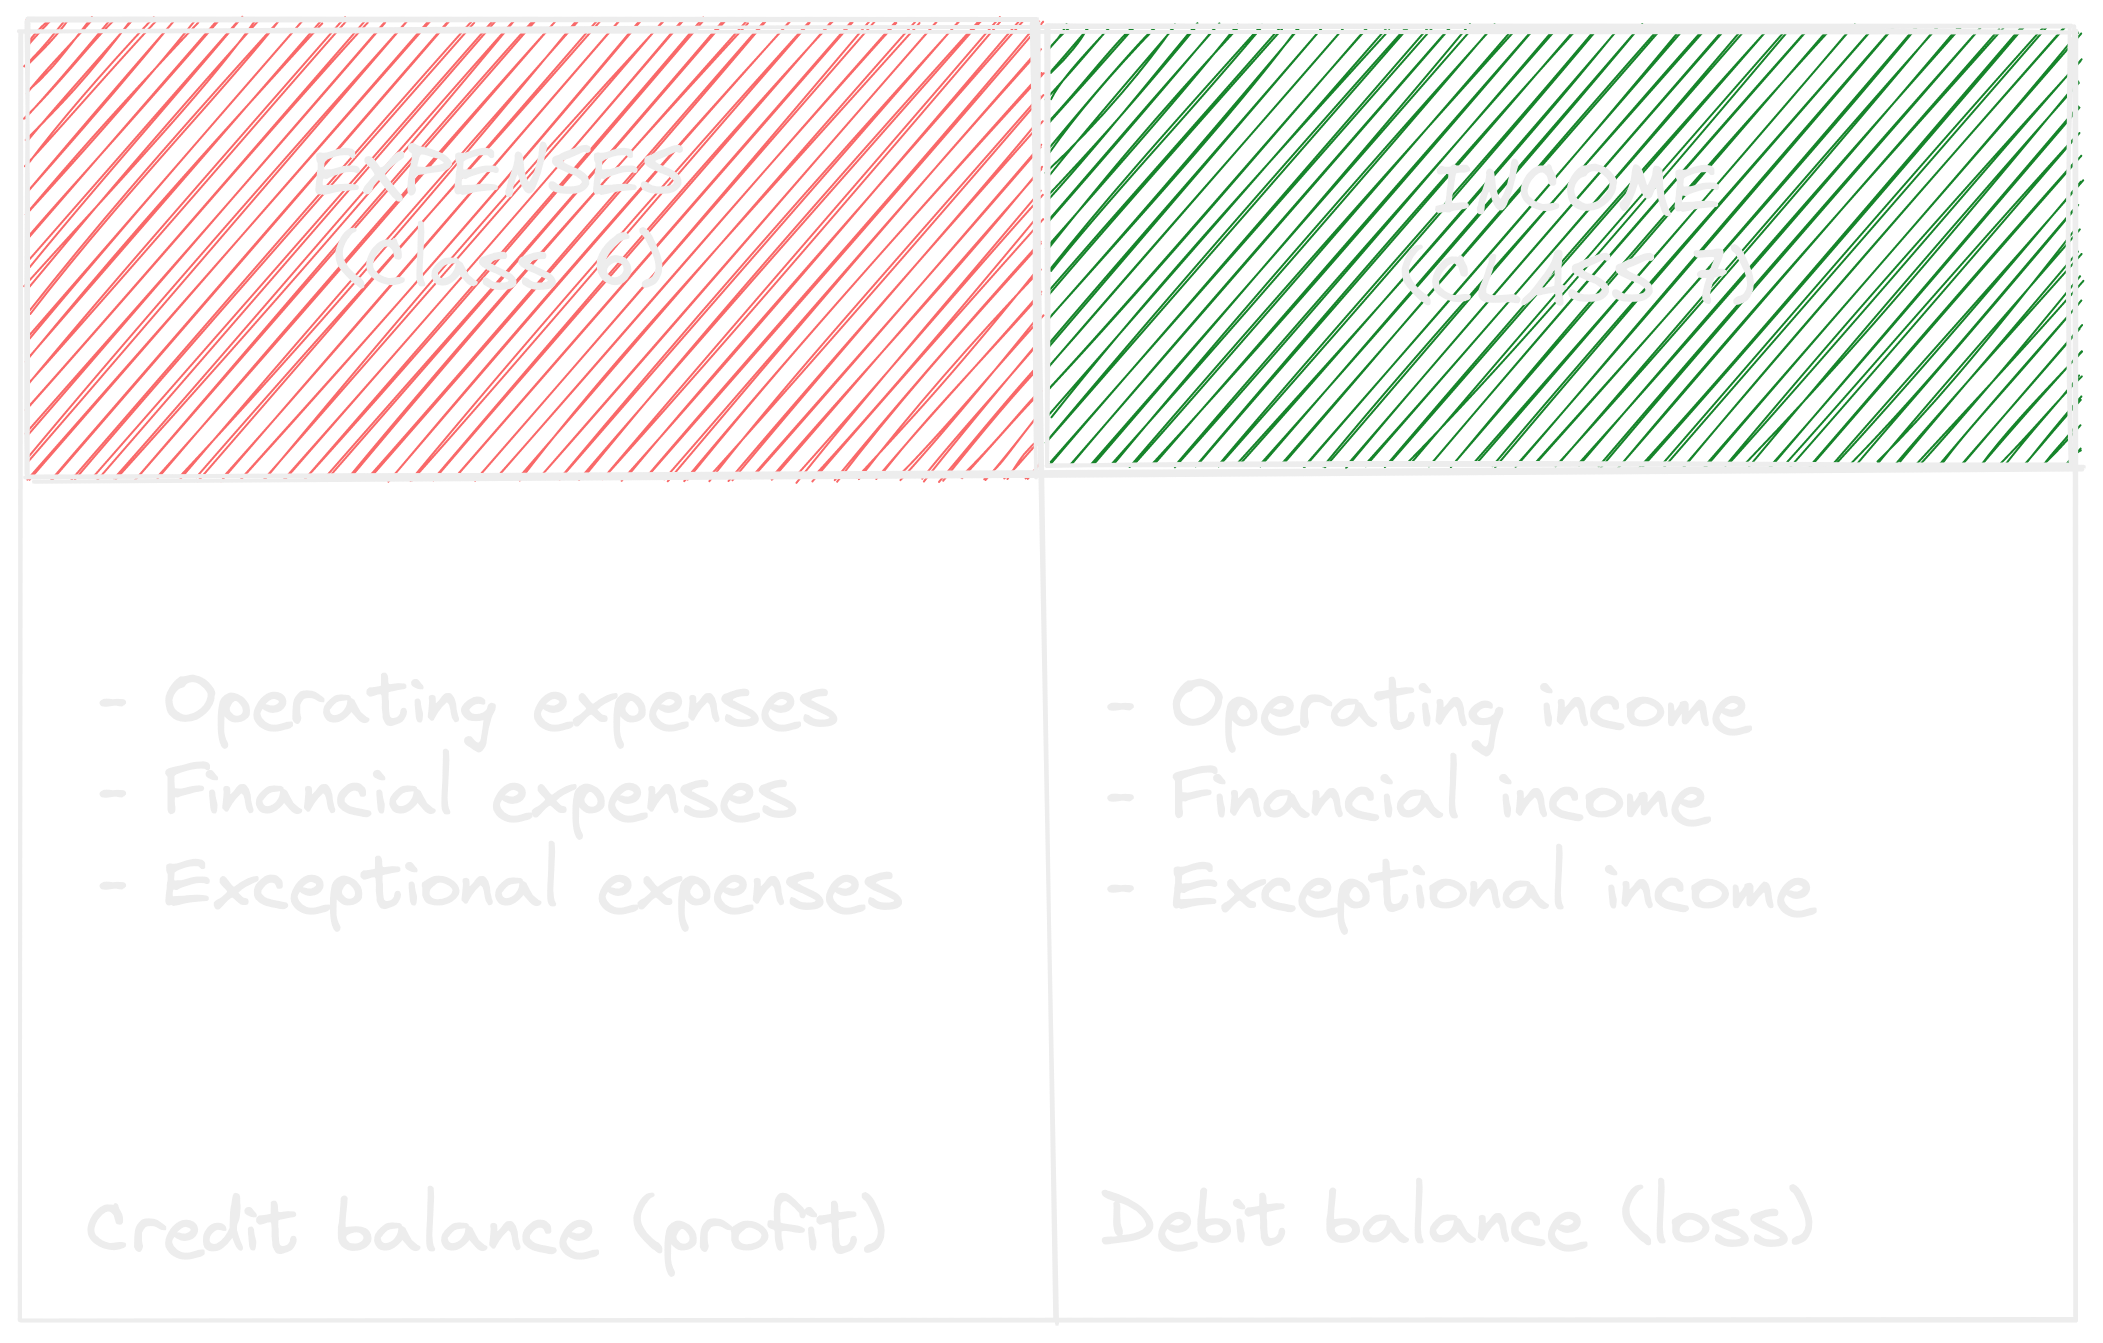 EXPENSES
(Class 6)
INCOME
(CLASS 7)
- Operating expenses
- Financial expenses
- Exceptional expenses
- Operating income
- Financial income
- Exceptional income
Credit balance (profit)
Debit balance (loss)